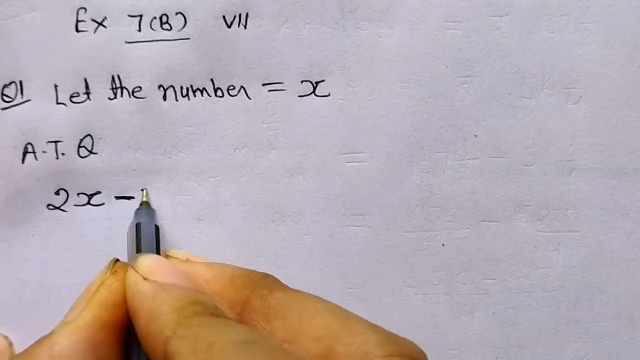 Ex 7(B) VII
Q1 Let the number = x
A.T.Q
2x -